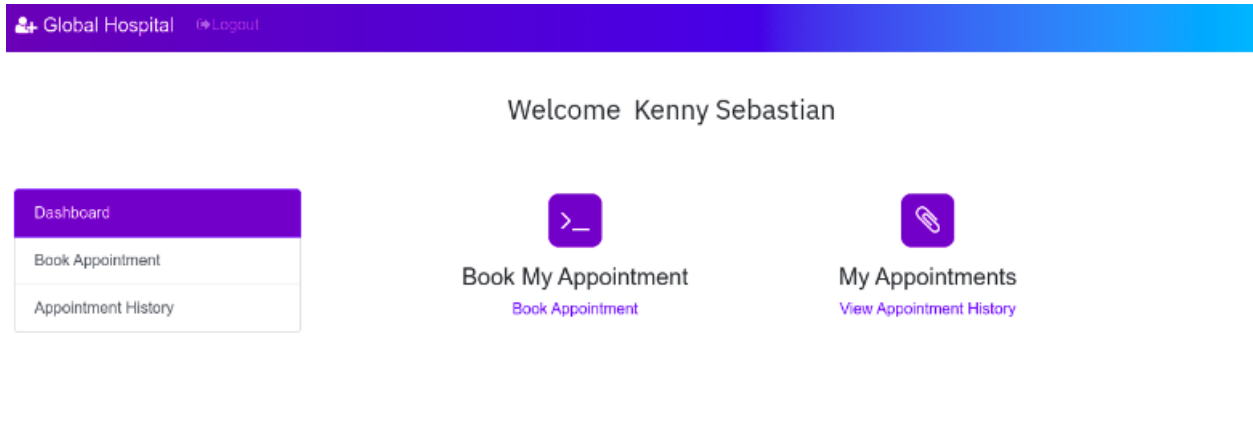 Global Hospital Logout
Welcome Kenny Sebastian
Dashboard
Book Appointment
Appointment History
>_
Book My Appointment
Book Appointment
My Appointments
View Appointment History